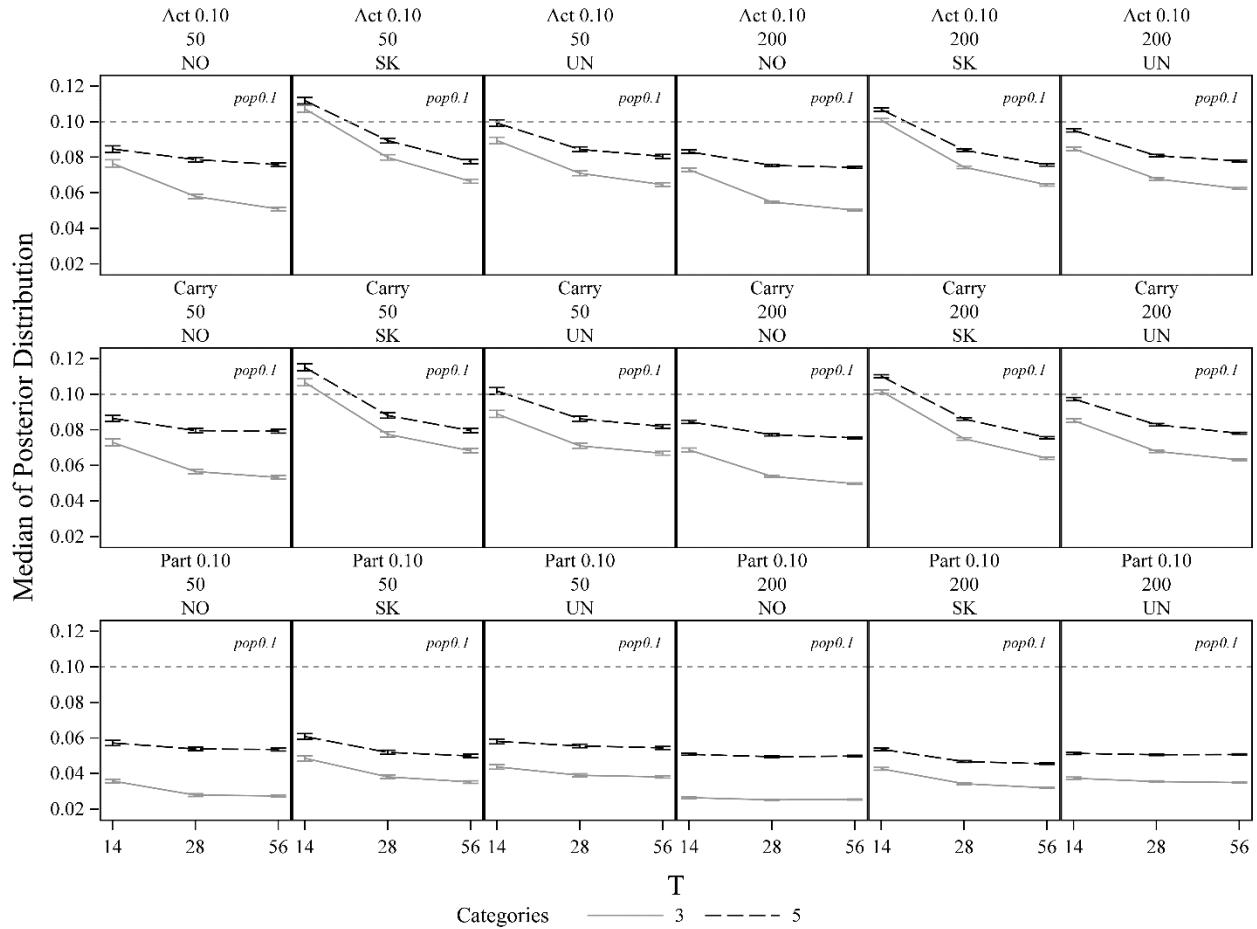 Act 0.10 Act 0.10 Act 0.10 Act 0.10 Act 0.10 Act 0.10
50 50 50 200 200 200
NO SK UN NO SK UN
0.12
pop0.1 pop0.1 pop0.1 pop0.1 pop0.1 pop0.1
0.10
0.08
0.06
0.04
0.02
Median of Posterior Distribution
Carry Carry Carry Carry Carry Carry
50 50 50 200 200 200
NO SK UN NO SK UN
0.12
pop0.1 pop0.1 pop0.1 pop0.1 pop0.1 pop0.1
0.10
0.08
0.06
0.04
0.02
Part 0.10 Part 0.10 Part 0.10 Part 0.10 Part 0.10 Part 0.10
50 50 50 200 200 200
NO SK UN NO SK UN
0.12
pop0.1 pop0.1 pop0.1 pop0.1 pop0.1 pop0.1
0.10
0.08
0.06
0.04
0.02
14 28 56 14 28 56 14 28 56 14 28 56 14 28 56 14 28 56
T
Categories 3 5